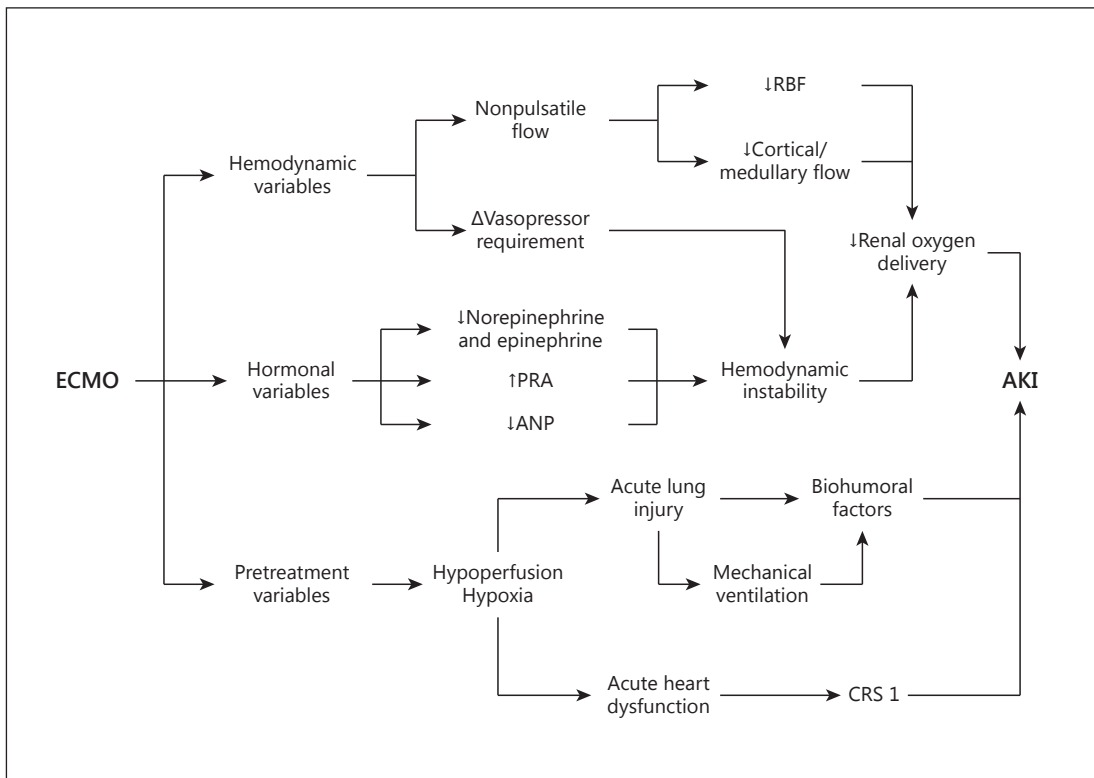 ↓RBF
Nonpulsatile
flow
↓Cortical/
medullary flow
Hemodynamic
variables
ΔVasopressor
requirement
↓Renal oxygen
delivery
↓Norepinephrine
and epinephrine
ECMO
Hormonal
variables
↑PRA
Hemodynamic
instability
AKI
↓ANP
Acute lung
injury
Biohumoral
factors
Pretreatment
variables
Hypoperfusion
Hypoxia
Mechanical
ventilation
Acute heart
dysfunction
CRS 1